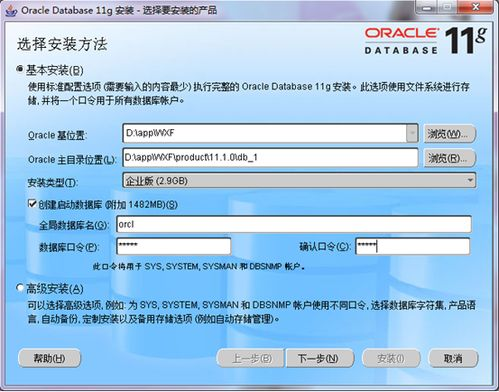 Oracle Database 11g 安装 - 选择要安装的产品
选择安装方法
ORACLE DATABASE 11g
基本安装(B)
使用标准配置选项 (需要输入的内容最少) 执行完整的 Oracle Database 11g 安装。此选项使用文件系统进行存
储, 并将一个口令用于所有数据库帐户。
Oracle 基位置: D:\app\WXF 浏览(W)...
Oracle 主目录位置(L): D:\app\WXF\product\11.1.0\db_1 浏览(R)...
安装类型(T): 企业版 (2.9GB)
创建启动数据库 (附加 1482MB)(S)
全局数据库名(G): orcl
数据库口令(P): ***** 确认口令(C): *****
此口令将用于 SYS, SYSTEM, SYSMAN 和 DBSNMP 帐户。
高级安装(A)
可以选择高级选项, 例如: 为 SYS, SYSTEM, SYSMAN 和 DBSNMP 帐户使用不同口令, 选择数据库字符集, 产品语
言, 自动备份, 定制安装以及备用存储选项 (例如自动存储管理)。
帮助(H) 上一步(B) 下一步(N) 安装(I) 取消